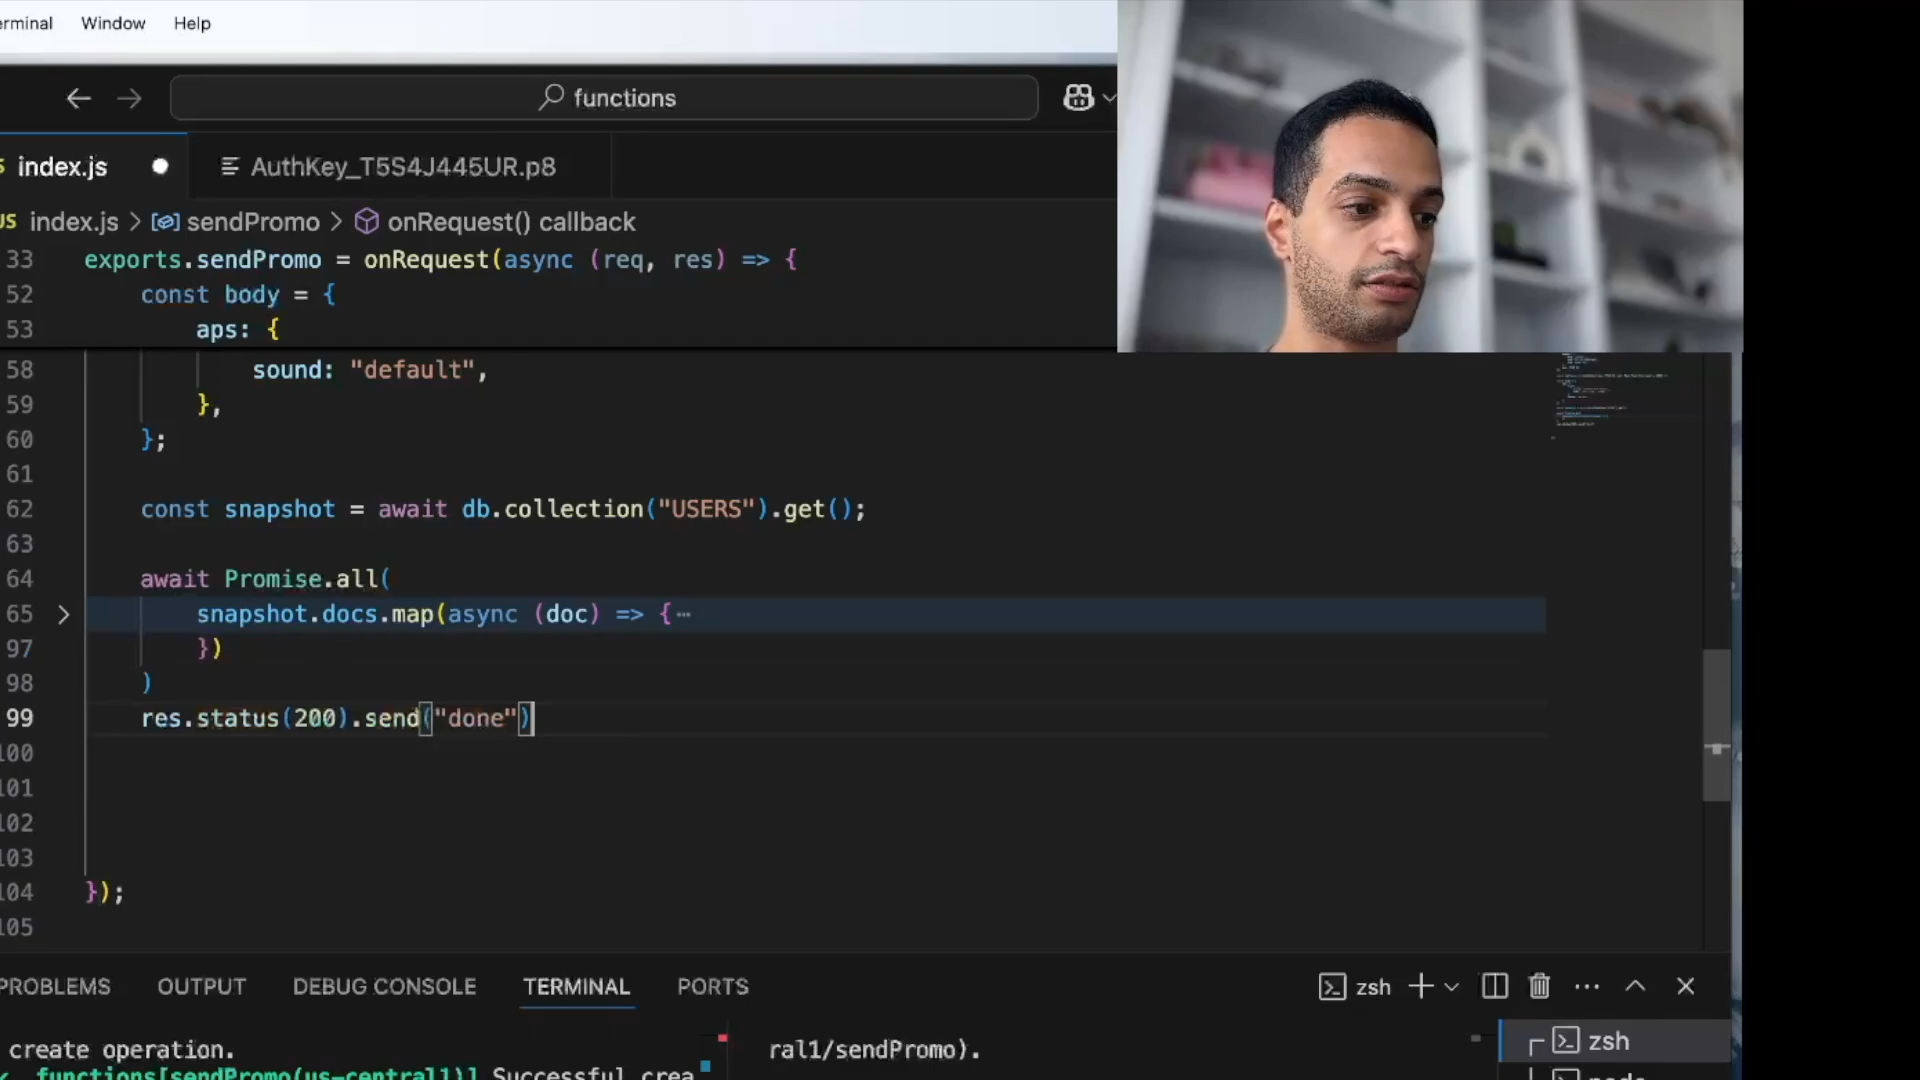 Terminal Window Help
functions
index.js AuthKey_T5S4J445UR.p8
JS index.js > sendPromo > onRequest() callback
33 exports.sendPromo = onRequest(async (req, res) => {
52 const body = {
53 aps: {
58 sound: "default",
59 },
60 };
61
62 const snapshot = await db.collection("USERS").get();
63
64 await Promise.all(
65 snapshot.docs.map(async (doc) => {⋯
97 })
98 )
99 res.status(200).send("done")
100
101
102
103
104 });
105
PROBLEMS OUTPUT DEBUG CONSOLE TERMINAL PORTS zsh
create operation.
functions[sendPromo(us-central1)] Successful crea
ral1/sendPromo).
zsh
node